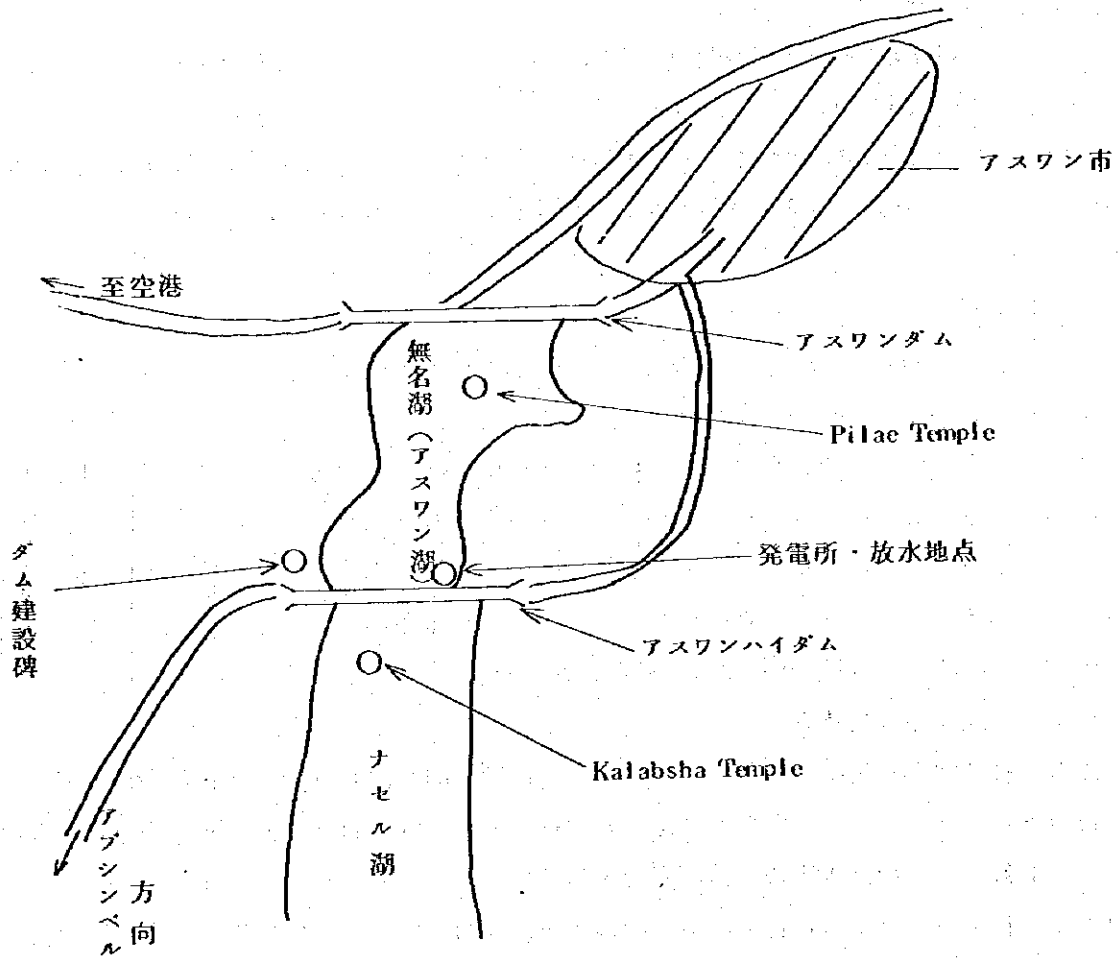 アスワン市
至空港
アスワンダム
無名湖(アスワン湖)
Pilae Temple
発電所・放水地点
ダム建設碑
アスワンハイダム
Kalabsha Temple
ナセル湖
アブシンベル方向